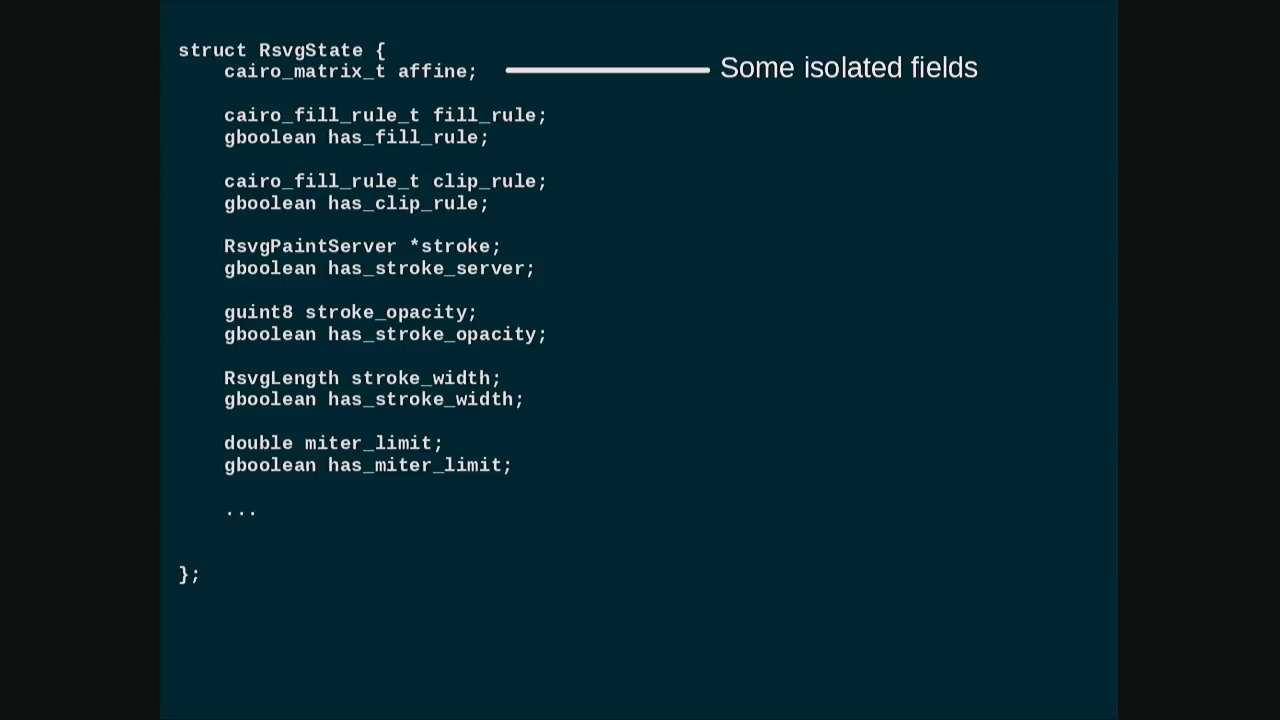 struct RsvgState {
    cairo_matrix_t affine; Some isolated fields
    cairo_fill_rule_t fill_rule;
    gboolean has_fill_rule;
    cairo_fill_rule_t clip_rule;
    gboolean has_clip_rule;
    RsvgPaintServer *stroke;
    gboolean has_stroke_server;
    guint8 stroke_opacity;
    gboolean has_stroke_opacity;
    RsvgLength stroke_width;
    gboolean has_stroke_width;
    double miter_limit;
    gboolean has_miter_limit;
    ...
};